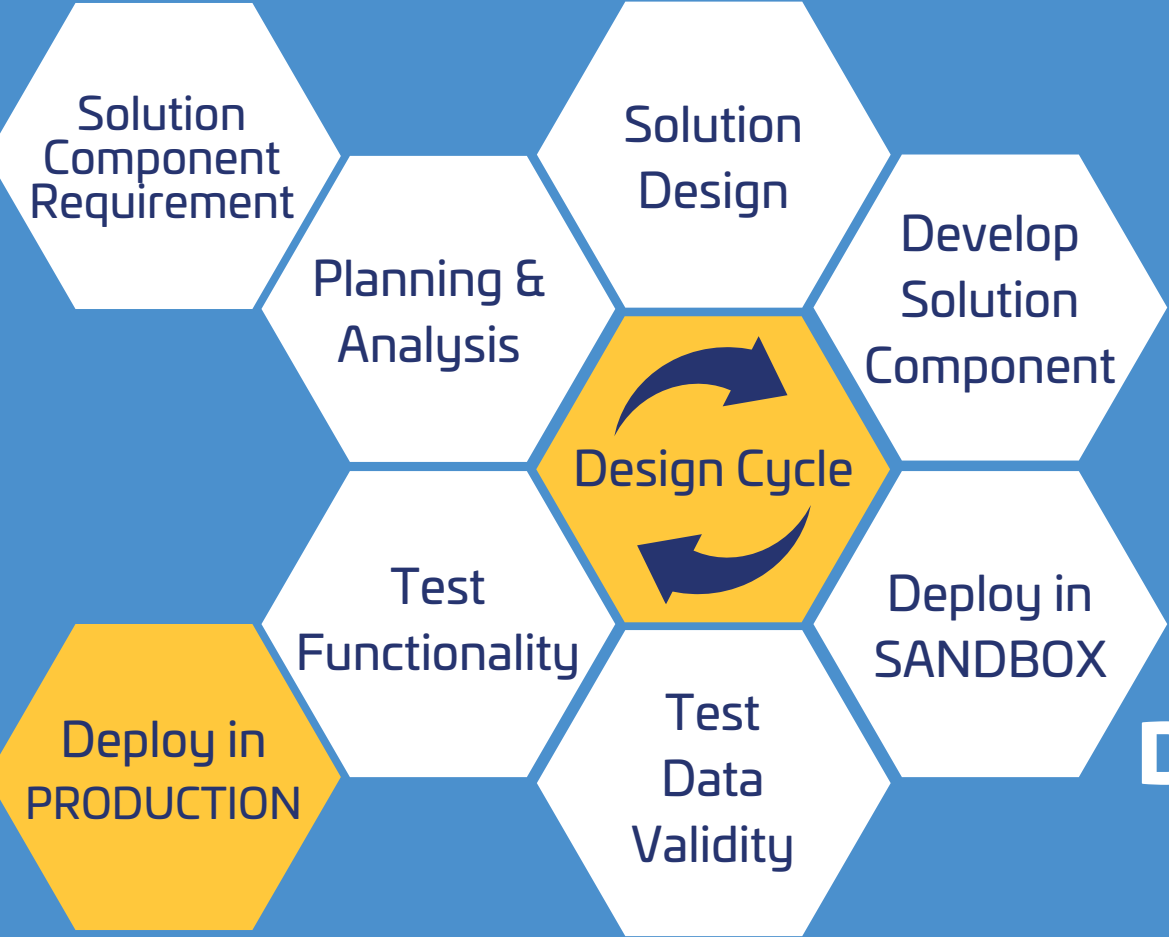 Solution
Component
Requirement
Planning &
Analysis
Solution
Design
Develop
Solution
Component
Design Cycle
Deploy in
SANDBOX
Test
Data
Validity
Test
Functionality
Deploy in
PRODUCTION